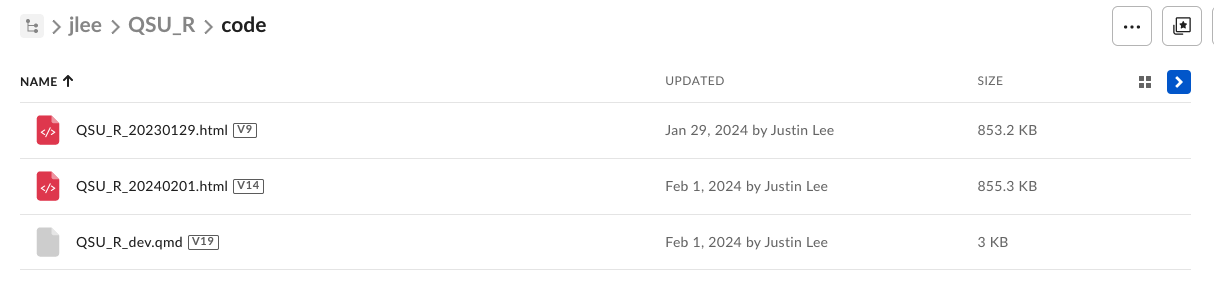 jlee > QSU_R > code
NAME UPDATED SIZE
QSU_R_20230129.html V9 Jan 29, 2024 by Justin Lee 853.2 KB
QSU_R_20240201.html V14 Feb 1, 2024 by Justin Lee 855.3 KB
QSU_R_dev.qmd V19 Feb 1, 2024 by Justin Lee 3 KB